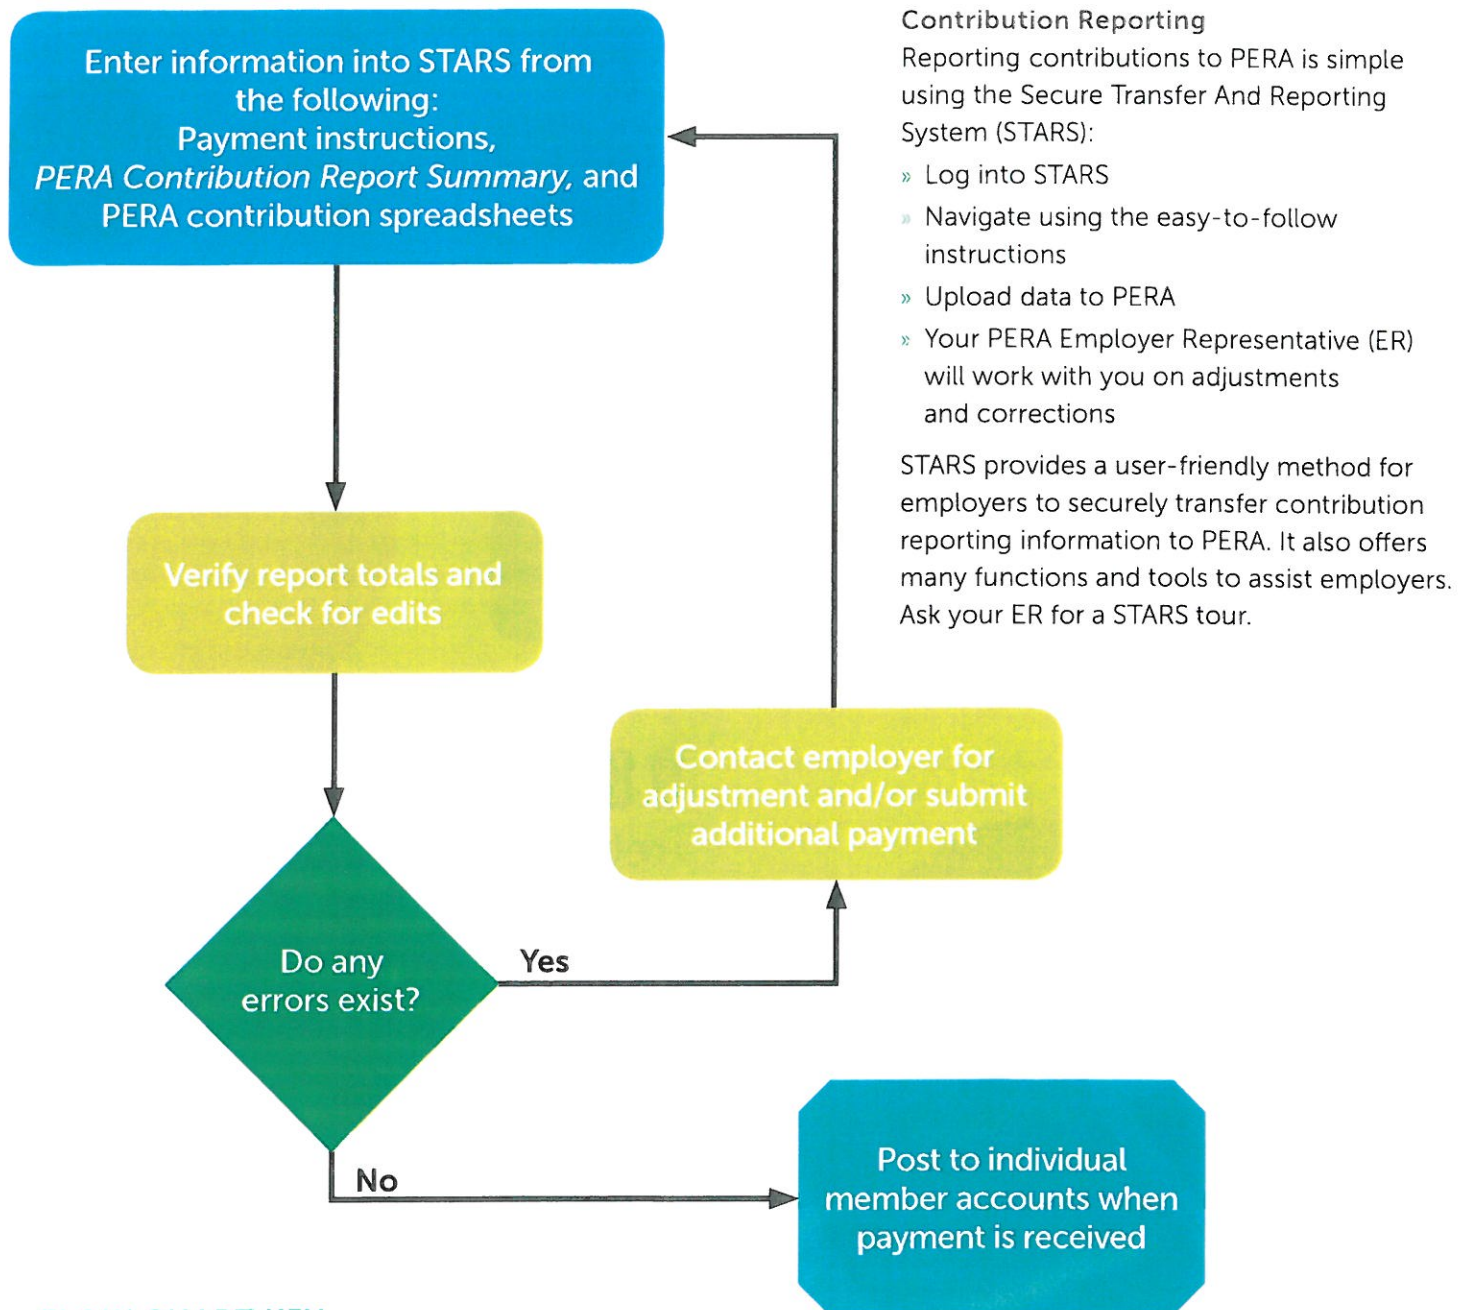 Enter information into STARS from
the following:
Payment instructions,
PERA Contribution Report Summary, and
PERA contribution spreadsheets
Verify report totals and
check for edits
Do any
errors exist?
Yes
Contact employer for
adjustment and/or submit
additional payment
No
Post to individual
member accounts when
payment is received
Contribution Reporting
Reporting contributions to PERA is simple
using the Secure Transfer And Reporting
System (STARS):
» Log into STARS
» Navigate using the easy-to-follow
instructions
» Upload data to PERA
» Your PERA Employer Representative (ER)
will work with you on adjustments
and corrections
STARS provides a user-friendly method for
employers to securely transfer contribution
reporting information to PERA. It also offers
many functions and tools to assist employers.
Ask your ER for a STARS tour.